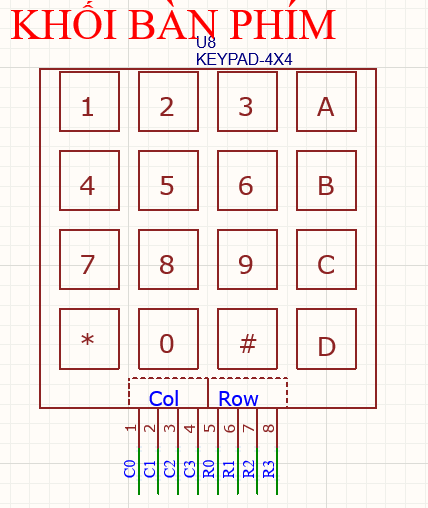 KHỐI BÀN PHÍM
U8
KEYPAD-4X4
1 2 3 A
4 5 6 B
7 8 9 C
* 0 # D
Col Row
1 2 3 4 5 6 7 8
C0 C1 C2 C3 R0 R1 R2 R3